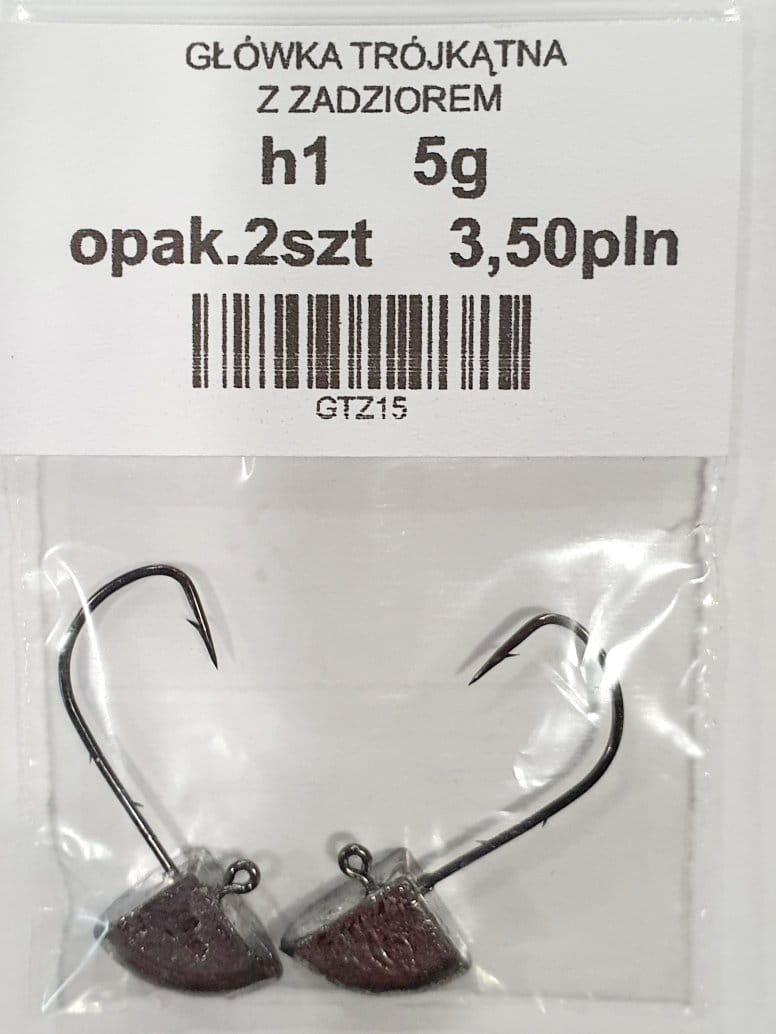 GŁÓWKA TRÓJKĄTNA
Z ZADZIOREM
h1 5g
opak.2szt 3,50pln
GTZ15